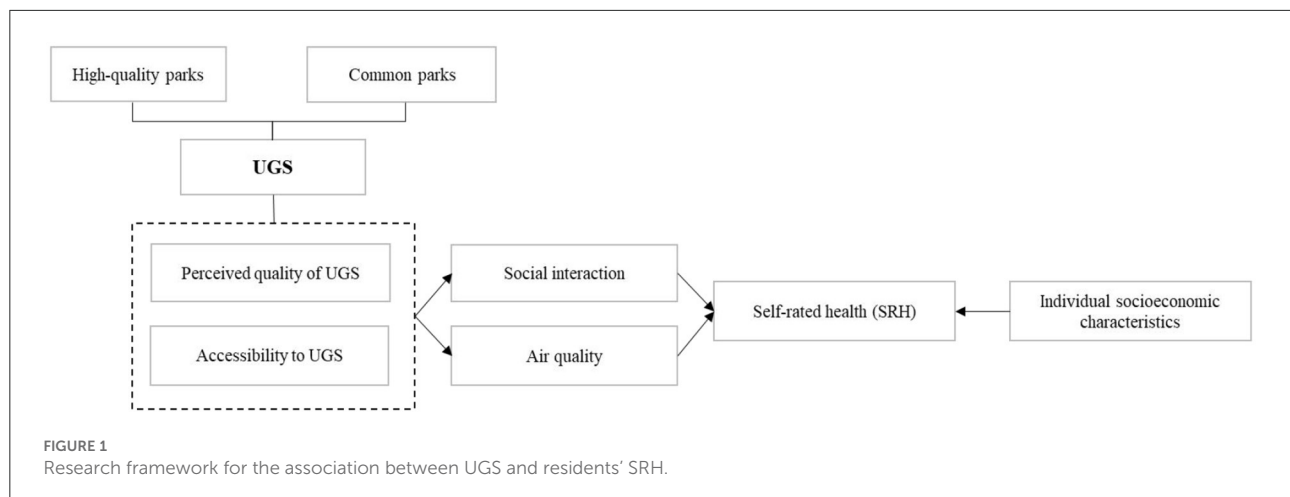 High-quality parks
Common parks
UGS
Perceived quality of UGS
Accessibility to UGS
Social interaction
Air quality
Self-rated health (SRH)
Individual socioeconomic
characteristics
FIGURE 1
Research framework for the association between UGS and residents’ SRH.